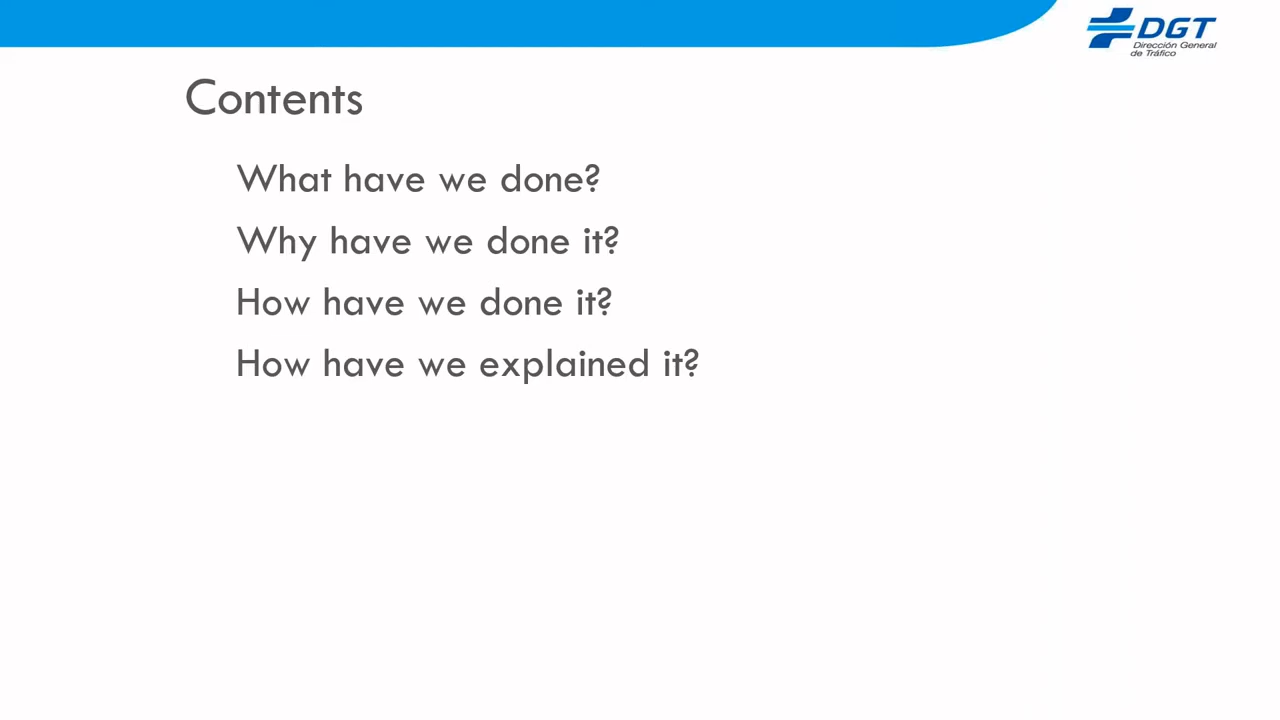 DGT
Dirección General
de Tráfico
Contents
What have we done?
Why have we done it?
How have we done it?
How have we explained it?